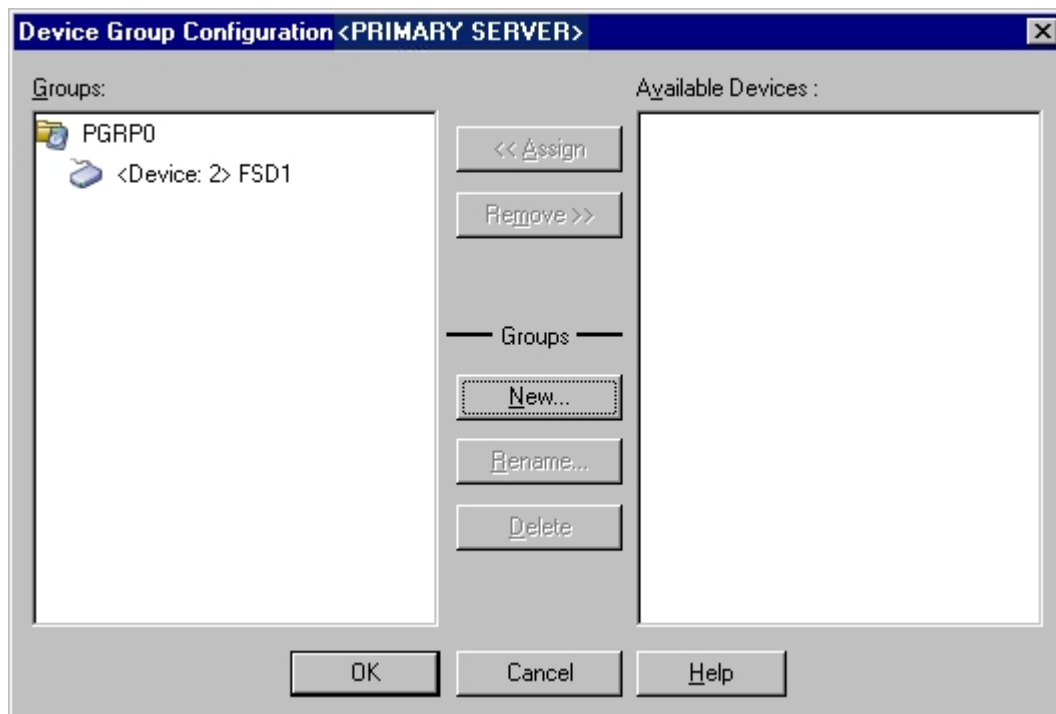 Device Group Configuration <PRIMARY SERVER>
Groups:
Available Devices :
PGRP0
<Device: 2> FSD1
<< Assign
Remove >>
Groups
New...
Rename...
Delete
OK
Cancel
Help